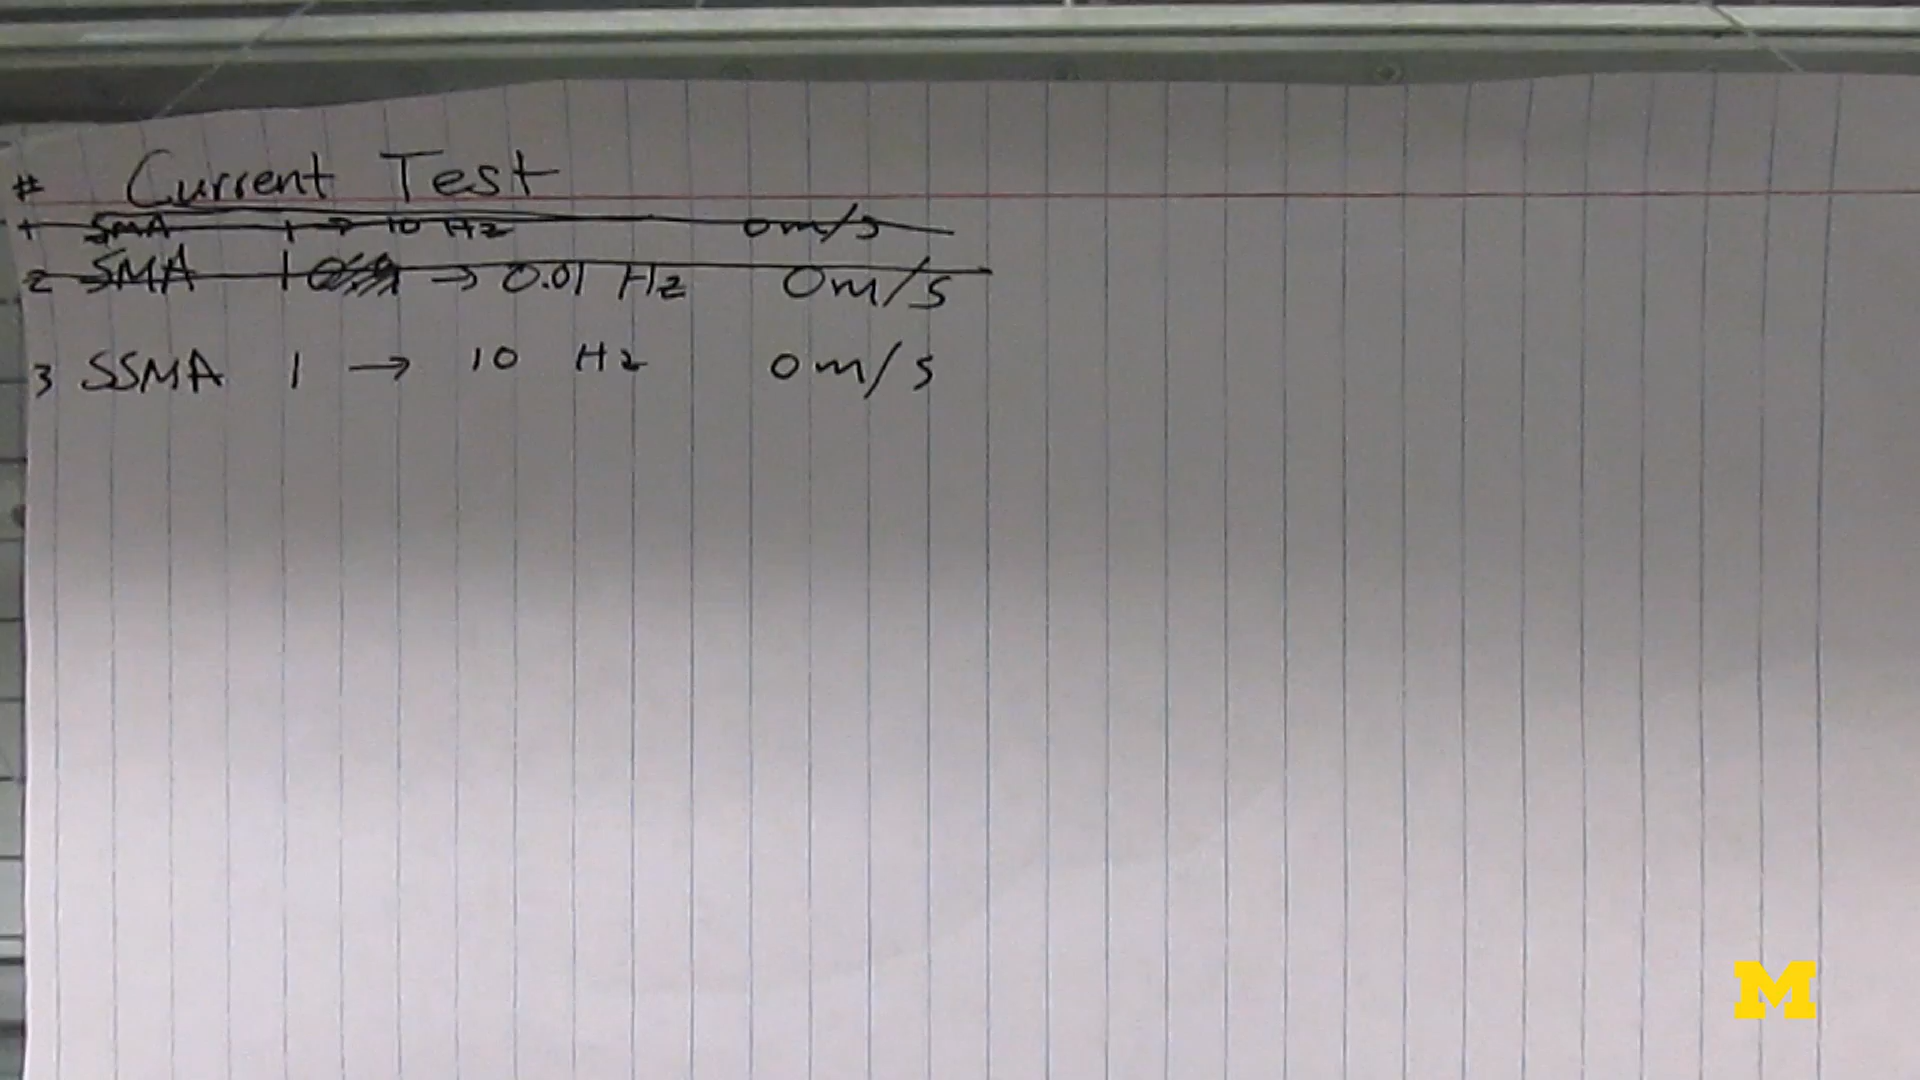 # Current Test
1 SMA 1 → 10 Hz 0m/s
2 SMA 1 → 0.01 Hz 0m/s
3 SSMA 1 → 10 Hz 0m/s
M